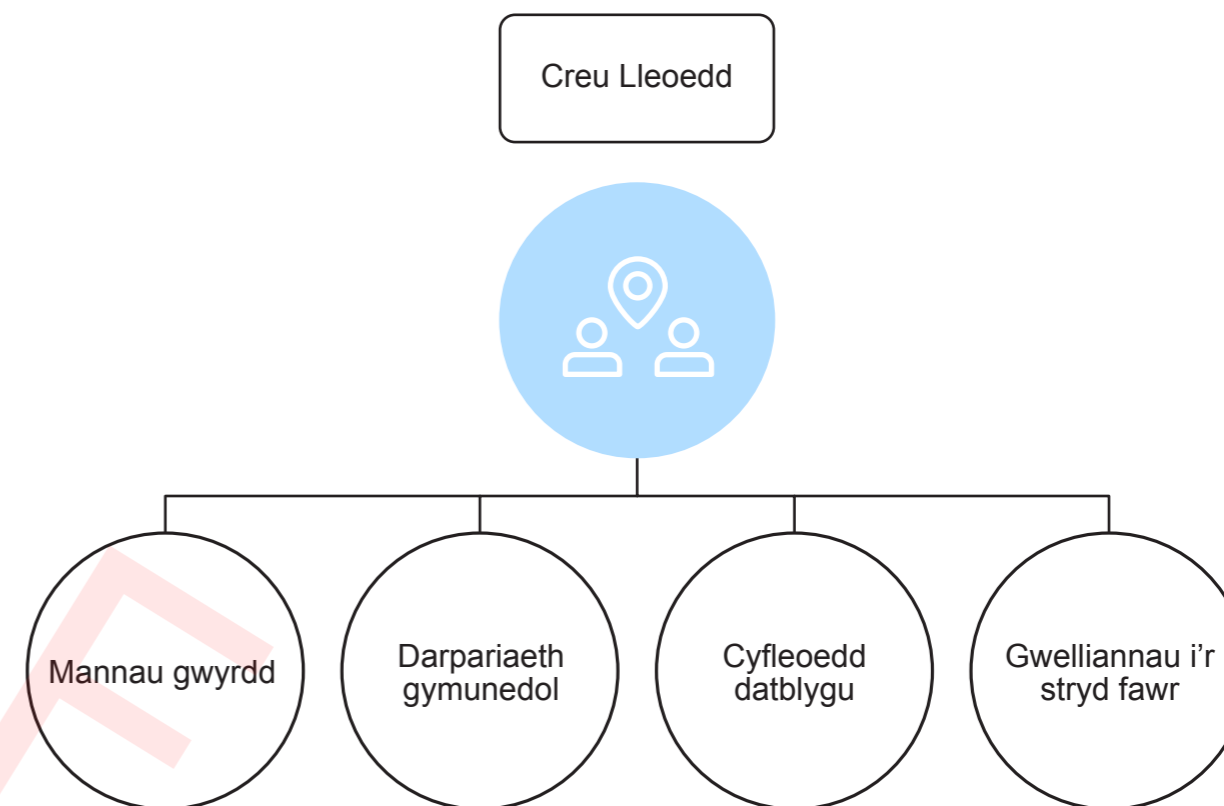 Creu Lleoedd
Mannau gwyrdd
Darpariaeth
gymunedol
Cyfleoedd
datblygu
Gwelliannau i’r
stryd fawr